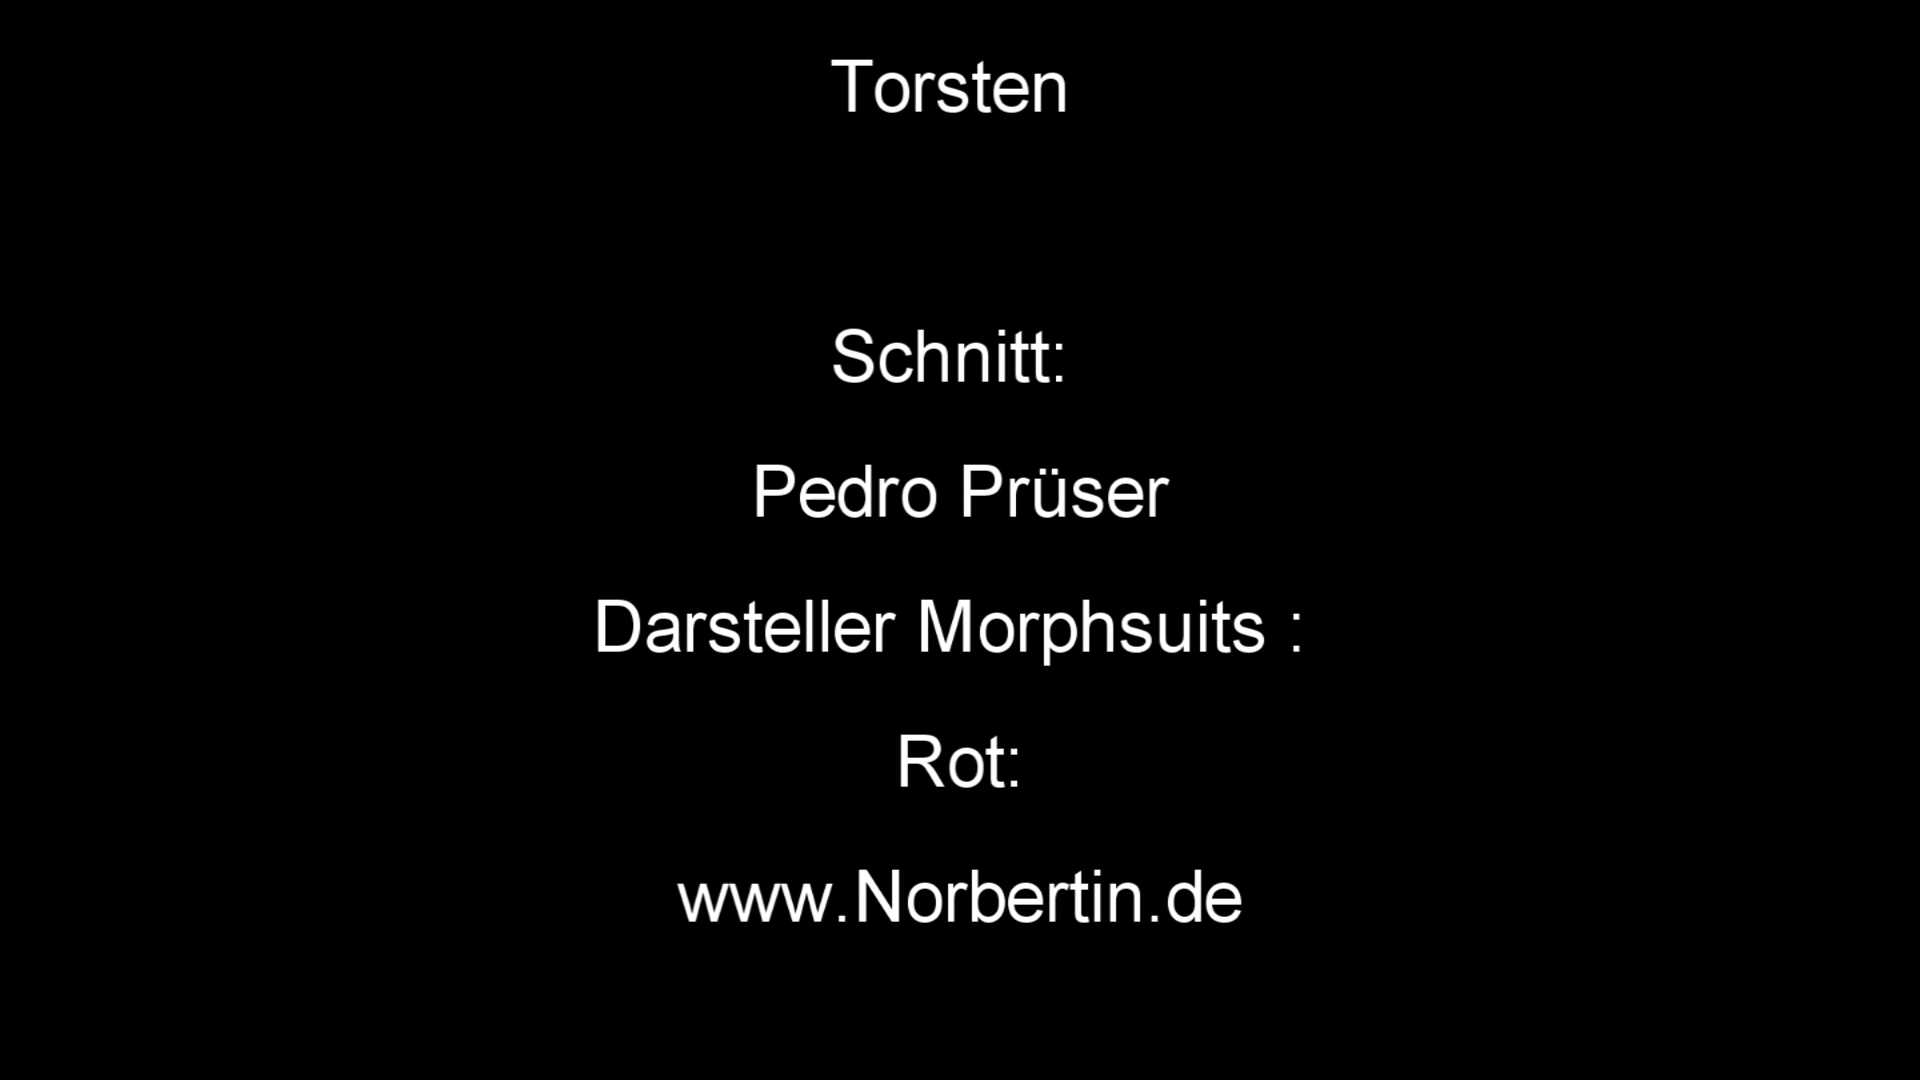 Torsten
Schnitt:
Pedro Prüser
Darsteller Morphsuits :
Rot:
www.Norbertin.de